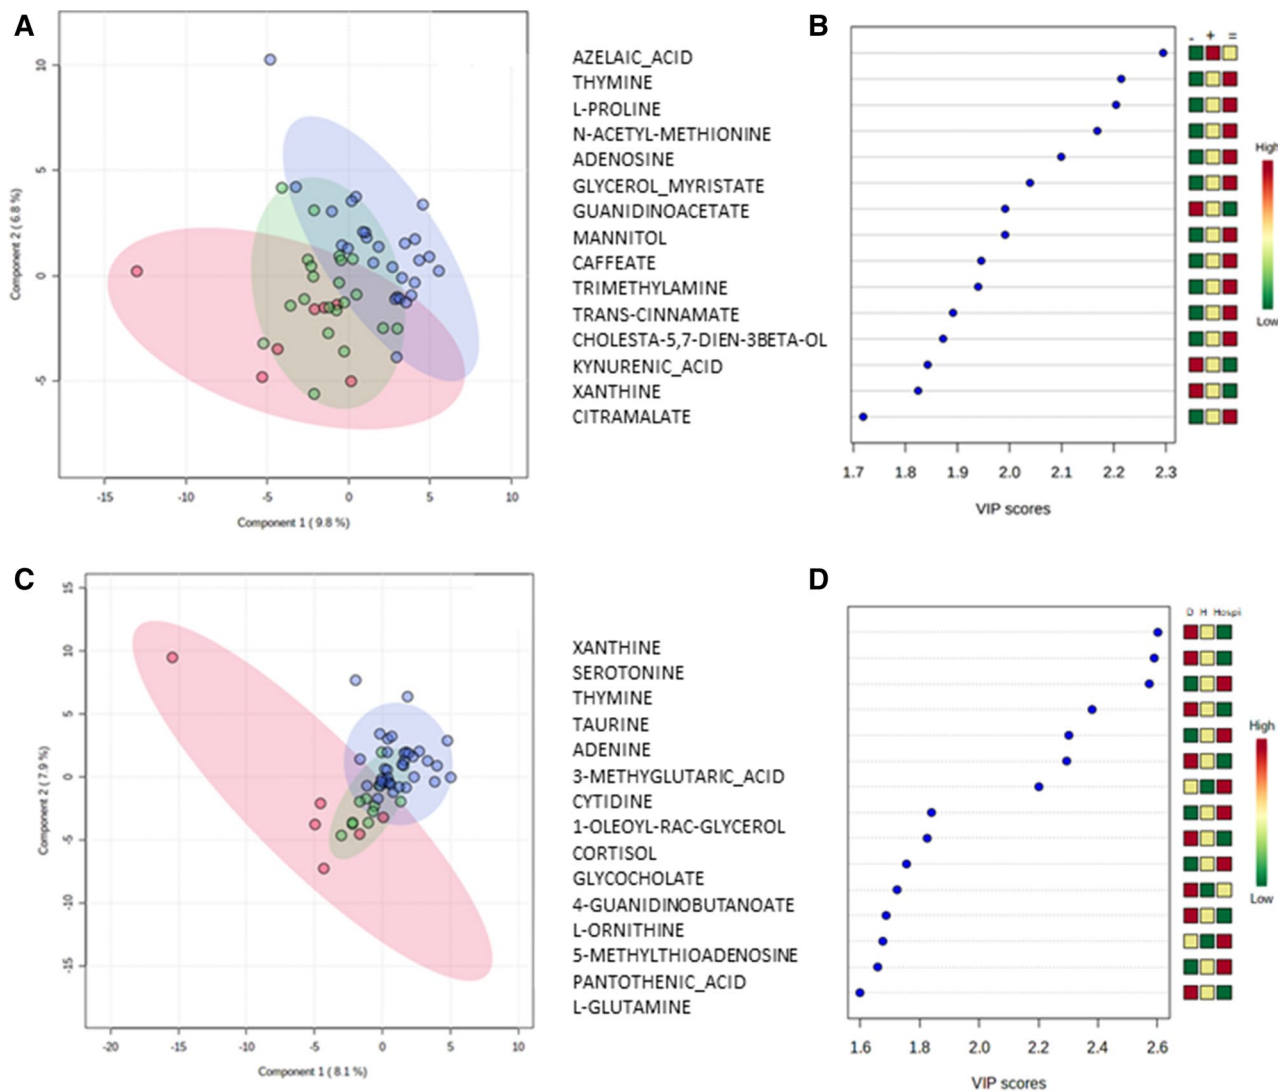 A
10
5
0
-5
Component 2 ( 6.8 %)
-15
-10
-5
0
5
10
Component 1 ( 9.8 %)
AZELAIC_ACID
THYMINE
L-PROLINE
N-ACETYL-METHIONINE
ADENOSINE
GLYCEROL_MYRISTATE
GUANIDINOACETATE
MANNITOL
CAFFEATE
TRIMETHYLAMINE
TRANS-CINNAMATE
CHOLESTA-5,7-DIEN-3BETA-OL
KYNURENIC_ACID
XANTHINE
CITRAMALATE
B
- + =
High
Low
1.7
1.8
1.9
2.0
2.1
2.2
2.3
VIP scores
C
15
10
5
0
-5
-10
-15
Component 2 ( 7.9 %)
-20
-15
-10
-5
0
5
10
Component 1 ( 8.1 %)
XANTHINE
SEROTONINE
THYMINE
TAURINE
ADENINE
3-METHYGLUTARIC_ACID
CYTIDINE
1-OLEOYL-RAC-GLYCEROL
CORTISOL
GLYCOCHOLATE
4-GUANIDINOBUTANOATE
L-ORNITHINE
5-METHYLTHIOADENOSINE
PANTOTHENIC_ACID
L-GLUTAMINE
D
D H Hospi
High
Low
1.6
1.8
2.0
2.2
2.4
2.6
VIP scores